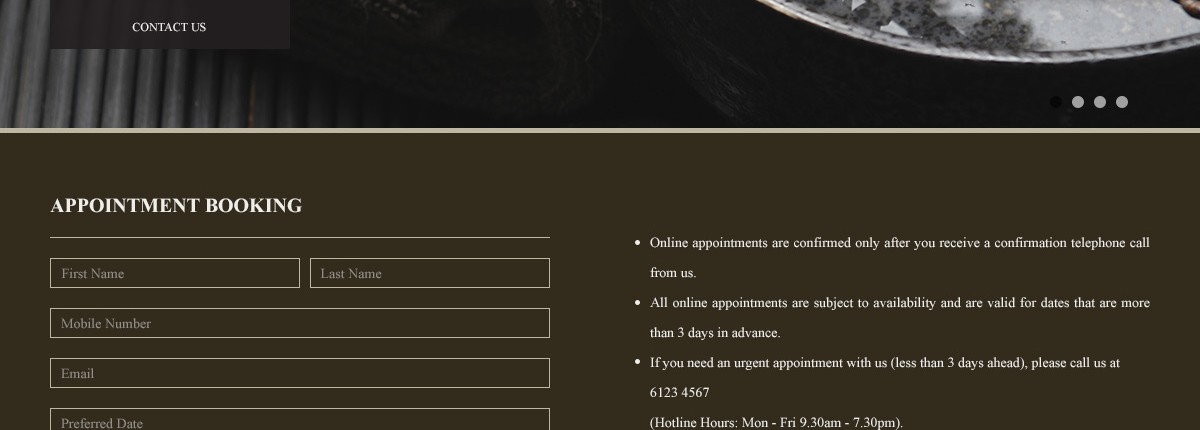 CONTACT US
APPOINTMENT BOOKING
First Name
Last Name
Mobile Number
Email
Preferred Date
Online appointments are confirmed only after you receive a confirmation telephone call
from us.
All online appointments are subject to availability and are valid for dates that are more
than 3 days in advance.
If you need an urgent appointment with us (less than 3 days ahead), please call us at
6123 4567
(Hotline Hours: Mon - Fri 9.30am - 7.30pm).